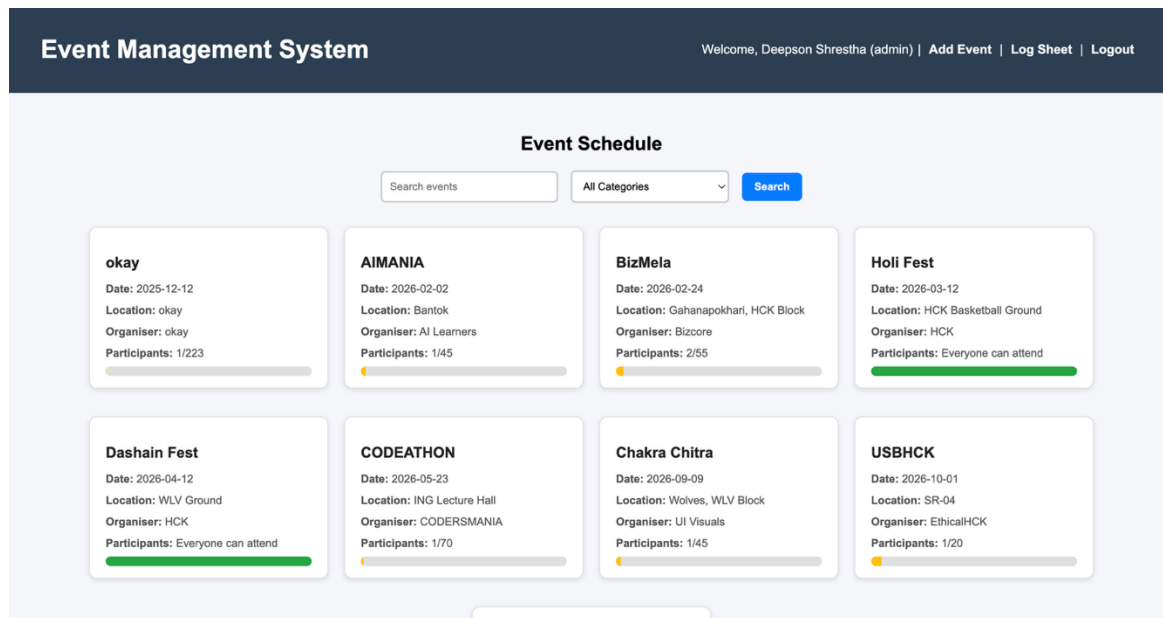 Event Management System
Welcome, Deepson Shrestha (admin) | Add Event | Log Sheet | Logout
Event Schedule
Search events
All Categories
Search
okay
Date: 2025-12-12
Location: okay
Organiser: okay
Participants: 1/223
AIMANIA
Date: 2026-02-02
Location: Bantok
Organiser: AI Learners
Participants: 1/45
BizMela
Date: 2026-02-24
Location: Gahanapokhari, HCK Block
Organiser: Bizcore
Participants: 2/55
Holi Fest
Date: 2026-03-12
Location: HCK Basketball Ground
Organiser: HCK
Participants: Everyone can attend
Dashain Fest
Date: 2026-04-12
Location: WLV Ground
Organiser: HCK
Participants: Everyone can attend
CODEATHON
Date: 2026-05-23
Location: ING Lecture Hall
Organiser: CODERSMANIA
Participants: 1/70
Chakra Chitra
Date: 2026-09-09
Location: Wolves, WLV Block
Organiser: UI Visuals
Participants: 1/45
USBHCK
Date: 2026-10-01
Location: SR-04
Organiser: EthicalHCK
Participants: 1/20